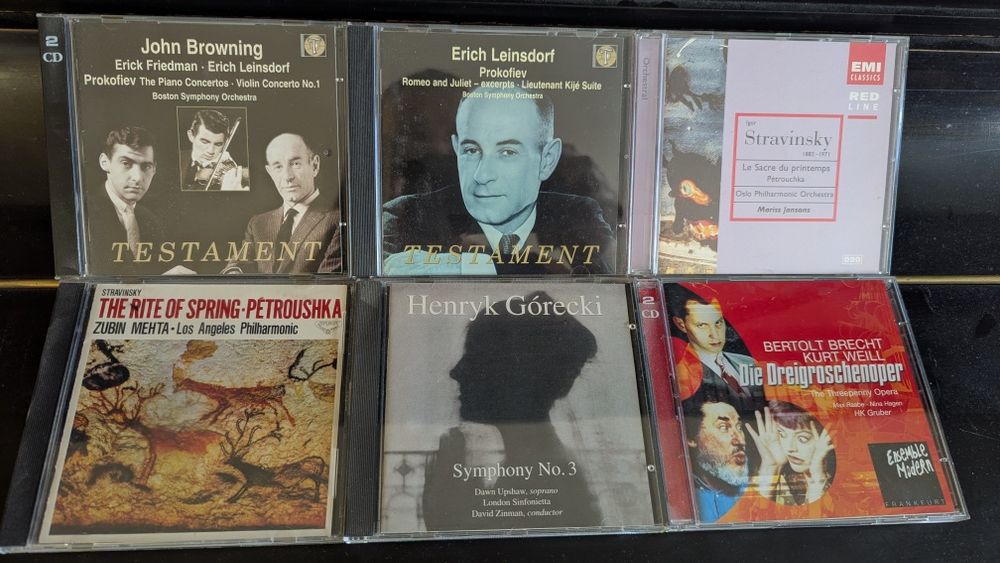 2
CD
John Browning
Erick Friedman · Erich Leinsdorf
Prokofiev The Piano Concertos · Violin Concerto No.1
Boston Symphony Orchestra
TESTAMENT
Erich Leinsdorf
Prokofiev
Romeo and Juliet – excerpts · Lieutenant Kijé Suite
Boston Symphony Orchestra
TESTAMENT
Orchestral
EMI
CLASSICS
RED
LINE
Igor
Stravinsky
1882–1971
Le Sacre du printemps
Pétrouchka
Oslo Philharmonic Orchestra
Mariss Jansons
DDD
STRAVINSKY
THE RITE OF SPRING · PÉTROUSHKA
ZUBIN MEHTA · Los Angeles Philharmonic
Henryk Górecki
Symphony No. 3
Dawn Upshaw, soprano
London Sinfonietta
David Zinman, conductor
2
CD
BERTOLT BRECHT
KURT WEILL
Die Dreigroschenoper
The Threepenny Opera
Max Raabe · Nina Hagen
HK Gruber
Ensemble
Modern
FRANKFURT